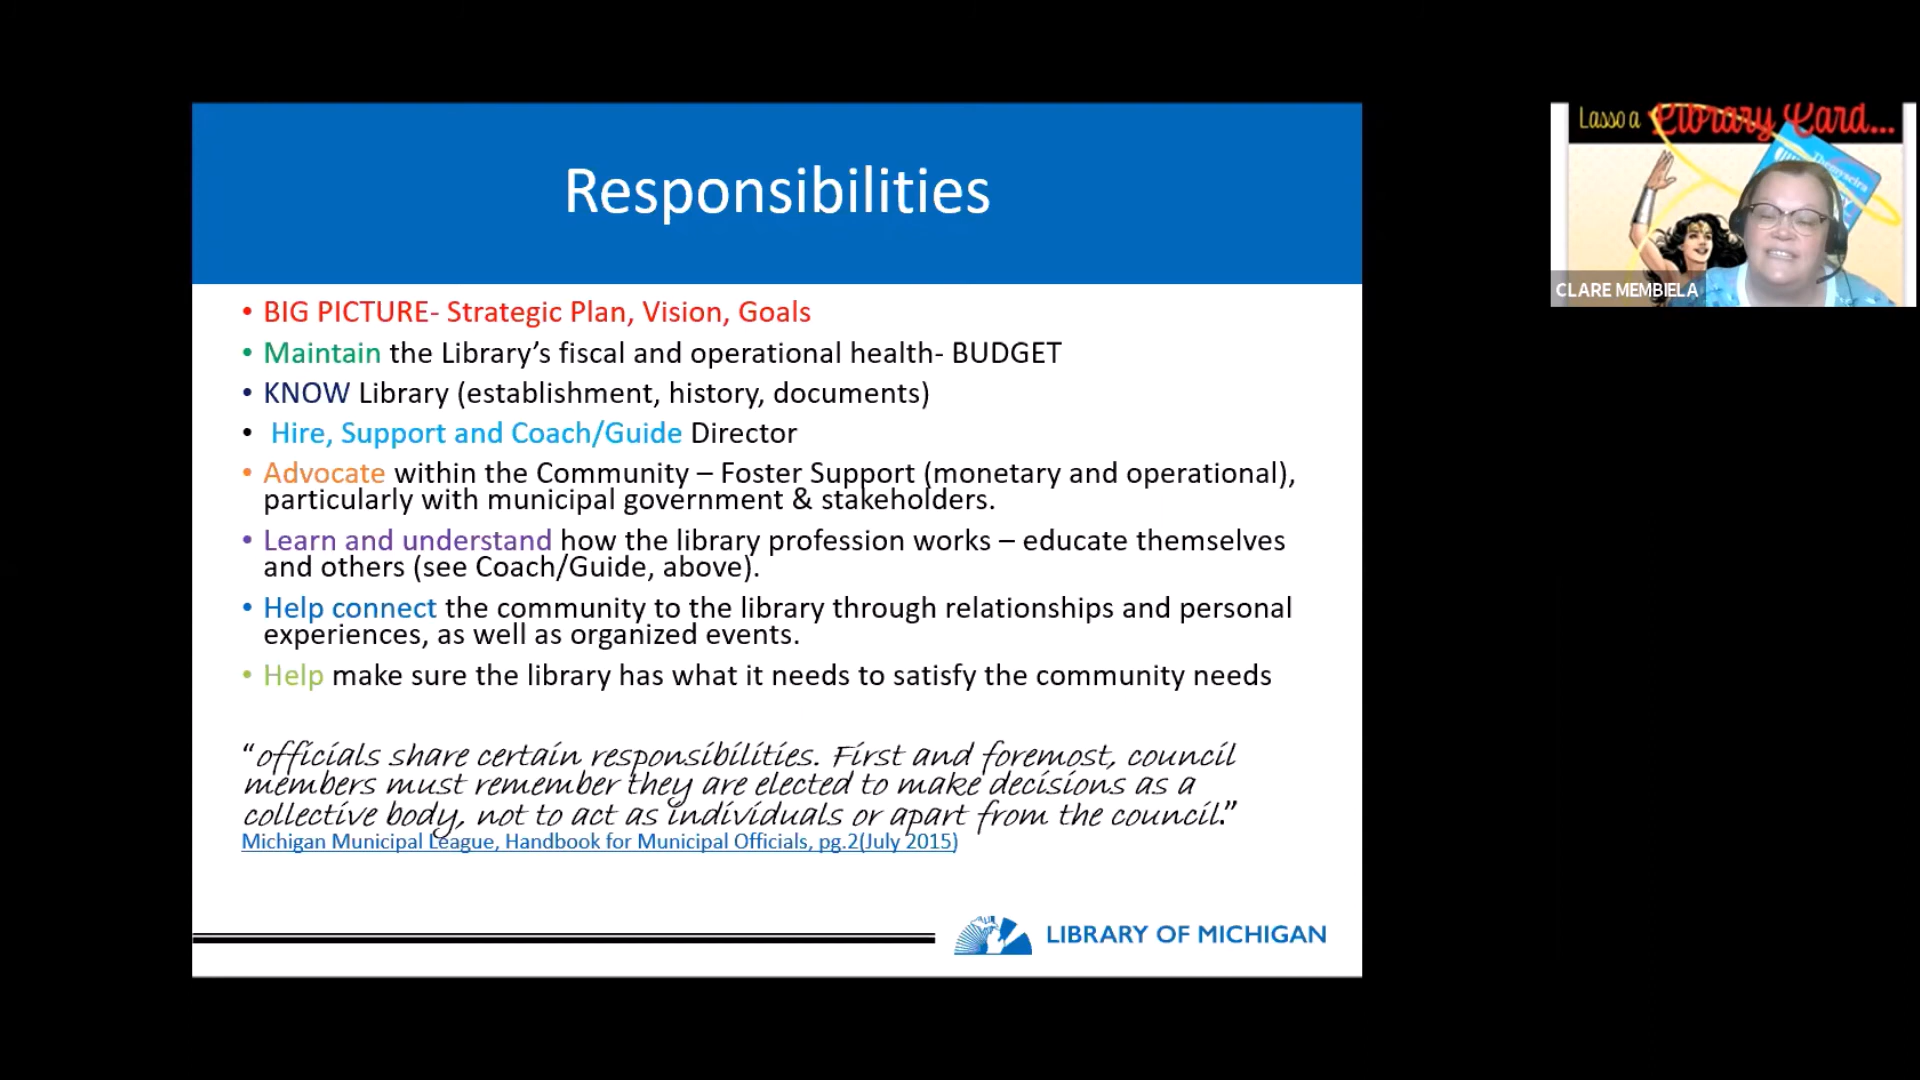 Responsibilities
• BIG PICTURE- Strategic Plan, Vision, Goals
• Maintain the Library’s fiscal and operational health- BUDGET
• KNOW Library (establishment, history, documents)
• Hire, Support and Coach/Guide Director
• Advocate within the Community – Foster Support (monetary and operational),
particularly with municipal government & stakeholders.
• Learn and understand how the library profession works – educate themselves
and others (see Coach/Guide, above).
• Help connect the community to the library through relationships and personal
experiences, as well as organized events.
• Help make sure the library has what it needs to satisfy the community needs
“officials share certain responsibilities. First and foremost, council
members must remember they are elected to make decisions as a
collective body, not to act as individuals or apart from the council.”
Michigan Municipal League, Handbook for Municipal Officials, pg.2(July 2015)
LIBRARY OF MICHIGAN
Lasso a Library Card...
Themyscira
CLARE MEMBIELA